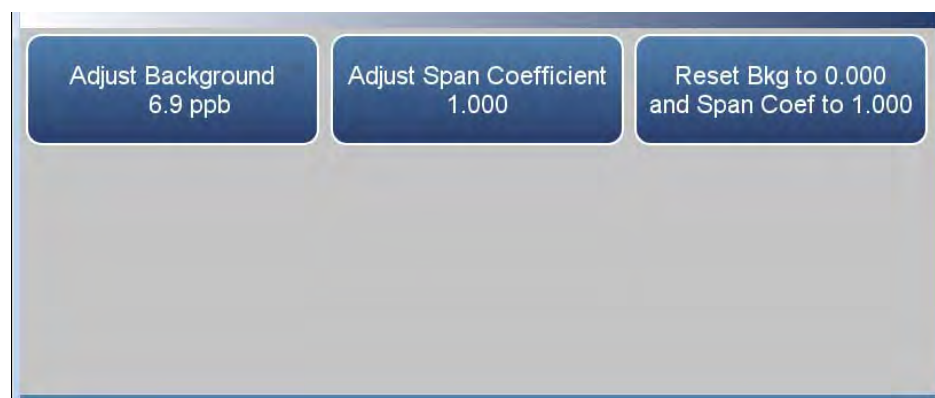 Adjust Background
6.9 ppb
Adjust Span Coefficient
1.000
Reset Bkg to 0.000
and Span Coef to 1.000